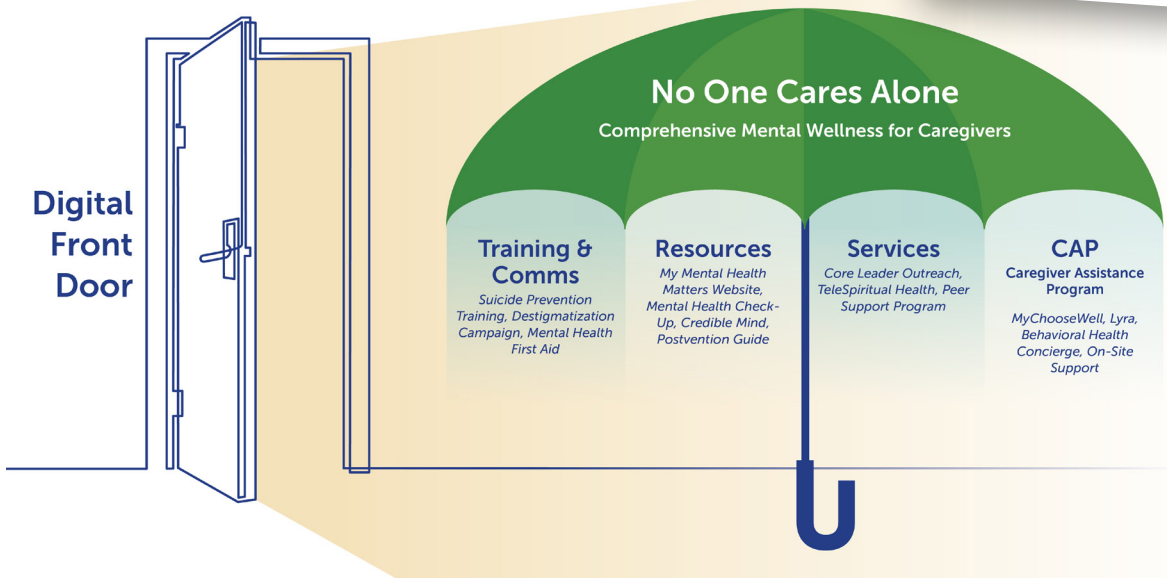 Digital
Front
Door
No One Cares Alone
Comprehensive Mental Wellness for Caregivers
Training &
Comms
Suicide Prevention
Training, Destigmatization
Campaign, Mental Health
First Aid
Resources
My Mental Health
Matters Website,
Mental Health Check-
Up, Credible Mind,
Postvention Guide
Services
Core Leader Outreach,
TeleSpiritual Health, Peer
Support Program
CAP
Caregiver Assistance
Program
MyChooseWell, Lyra,
Behavioral Health
Concierge, On-Site
Support